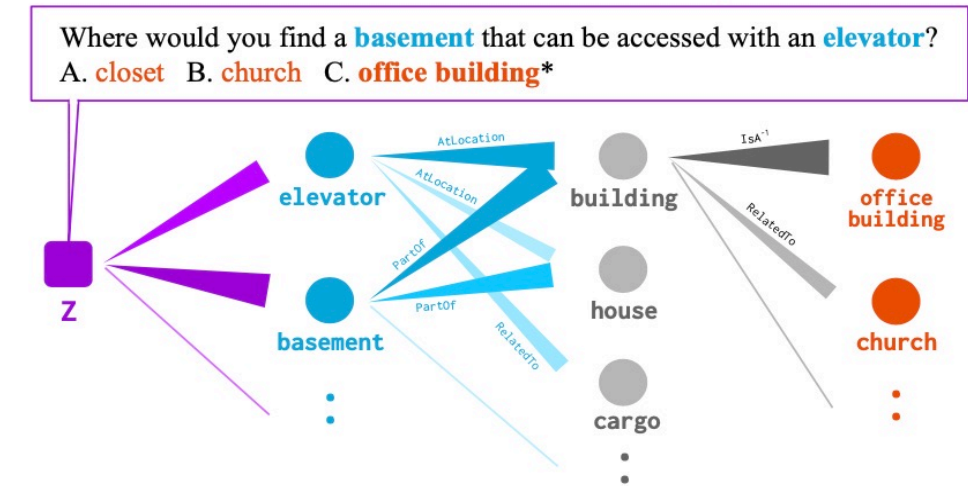 Where would you find a basement that can be accessed with an elevator?
A. closet B. church C. office building*
AtLocation
IsA⁻¹
AtLocation
elevator
building
office
building
PartOf
RelatedTo
Z
PartOf
house
RelatedTo
basement
church
cargo